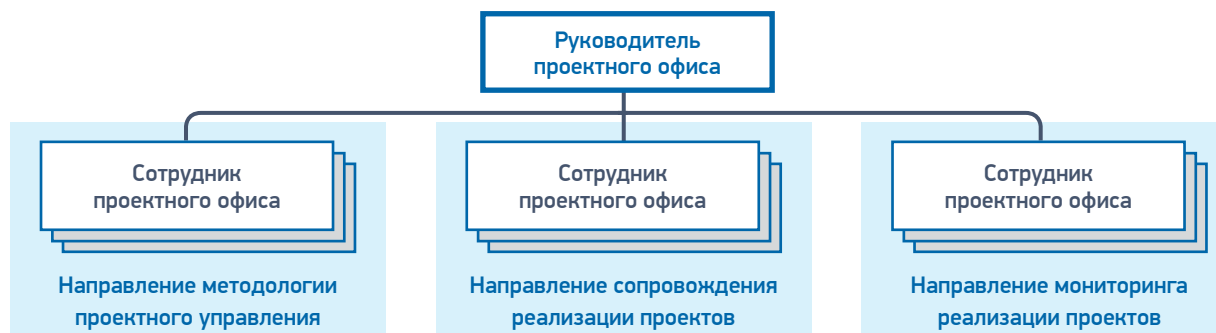 Руководитель
проектного офиса
Сотрудник
проектного офиса
Направление методологии
проектного управления
Сотрудник
проектного офиса
Направление сопровождения
реализации проектов
Сотрудник
проектного офиса
Направление мониторинга
реализации проектов